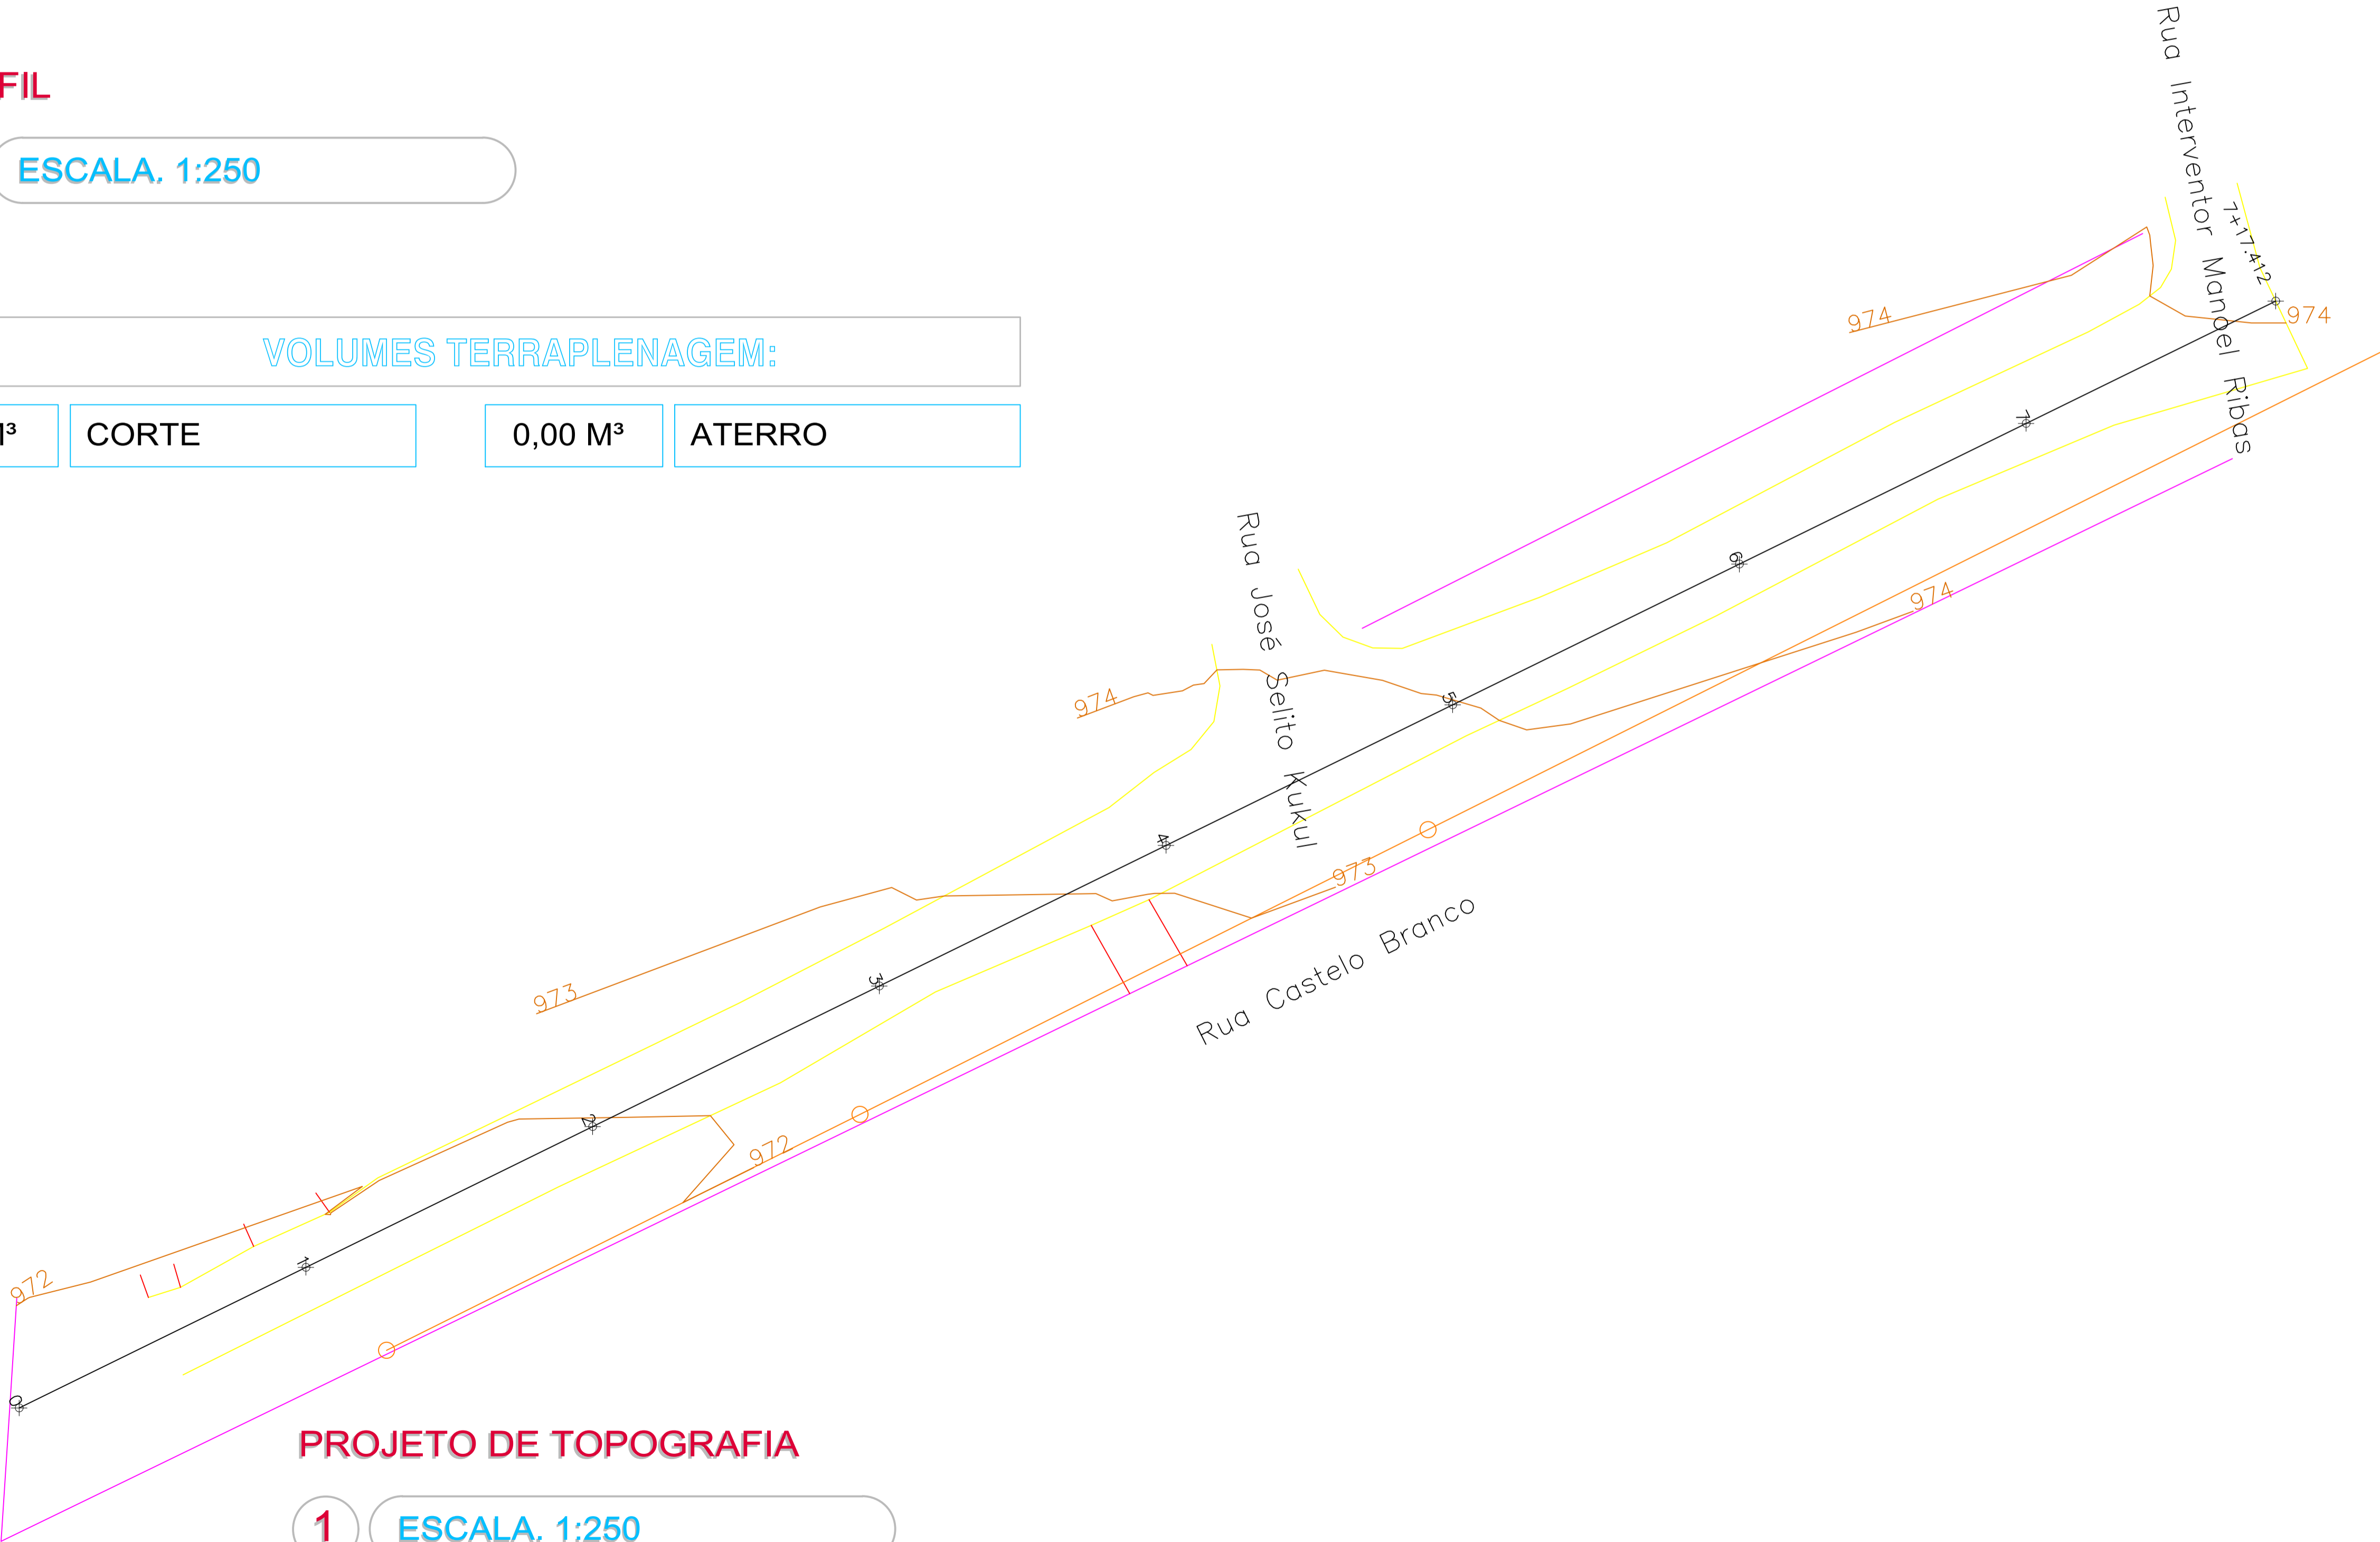 FIL
ESCALA. 1:250
VOLUMES TERRAPLENAGEM:
M³
CORTE
0,00 M³
ATERRO
Rua Interventor Manoel Ribas
7+17.412
974
974
7
6
974
Rua José Selito Kukul
974
5
4
973
Rua Castelo Branco
973
3
2
972
972
1
0
PROJETO DE TOPOGRAFIA
1
ESCALA. 1:250